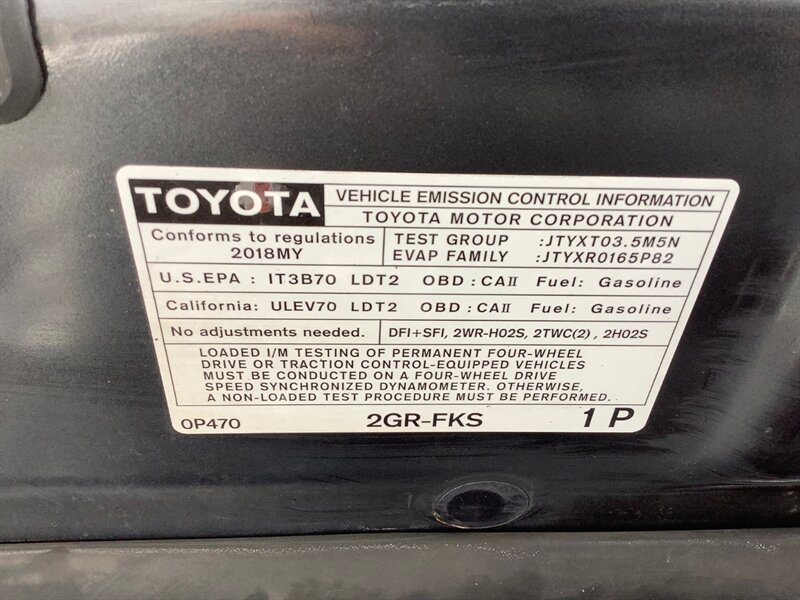 TOYOTA
VEHICLE EMISSION CONTROL INFORMATION
TOYOTA MOTOR CORPORATION
Conforms to regulations
2018MY
TEST GROUP :JTYXT03.5M5N
EVAP FAMILY :JTYXR0165P82
U.S.EPA : IT3B70 LDT2 OBD : CAII Fuel: Gasoline
California: ULEV70 LDT2 OBD : CAII Fuel: Gasoline
No adjustments needed.
DFI+SFI, 2WR-HO2S, 2TWC(2) , 2HO2S
LOADED I/M TESTING OF PERMANENT FOUR-WHEEL
DRIVE OR TRACTION CONTROL-EQUIPPED VEHICLES
MUST BE CONDUCTED ON A FOUR-WHEEL DRIVE
SPEED SYNCHRONIZED DYNAMOMETER. OTHERWISE,
A NON-LOADED TEST PROCEDURE MUST BE PERFORMED.
0P470
2GR-FKS
1 P